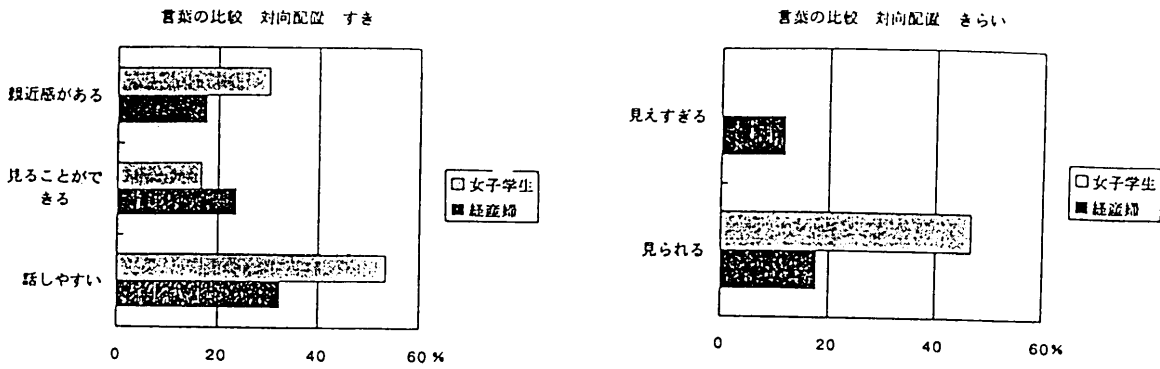 言葉の比較 対向配置 すき
親近感がある
見ることがで
きる
話しやすい
0 20 40 60%
女子学生
経産婦
言葉の比較 対向配置 きらい
見えすぎる
見られる
0 20 40 60%
女子学生
経産婦